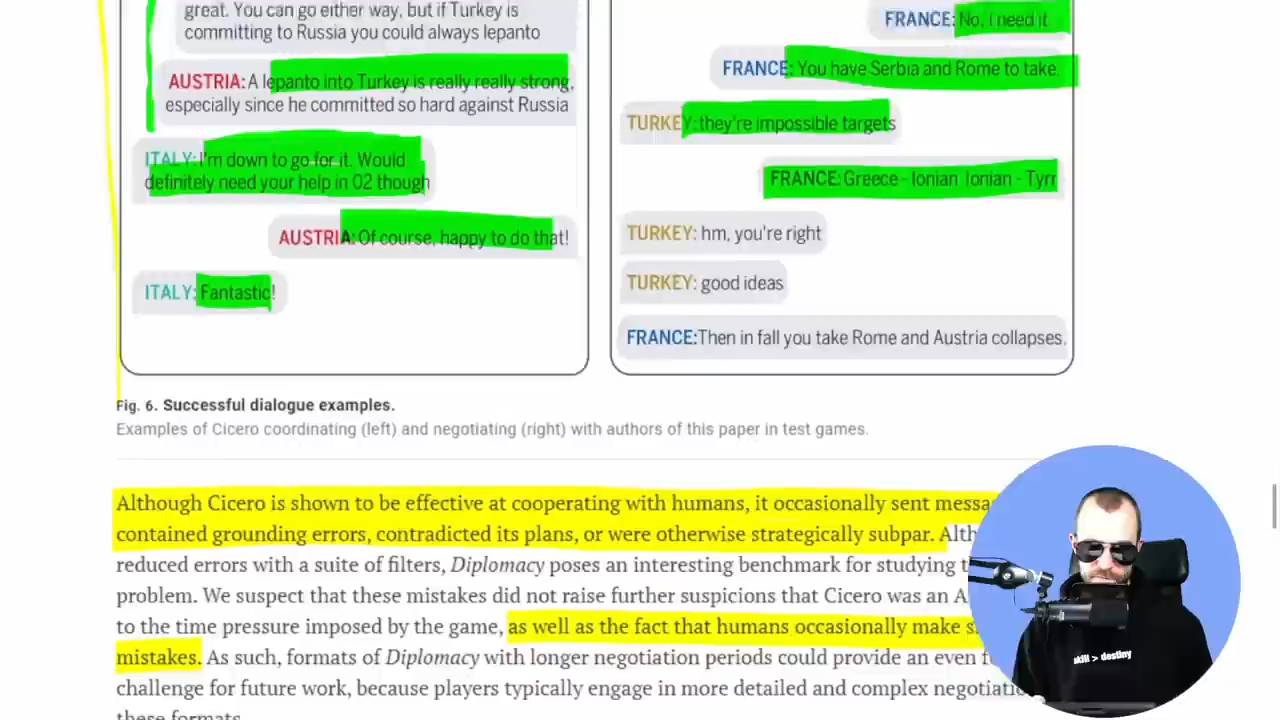 great. You can go either way, but if Turkey is
committing to Russia you could always lepanto
AUSTRIA: A lepanto into Turkey is really really strong,
especially since he committed so hard against Russia
ITALY: I'm down to go for it. Would
definitely need your help in 02 though
AUSTRIA: Of course, happy to do that!
ITALY: Fantastic!
FRANCE: No, I need it.
FRANCE: You have Serbia and Rome to take.
TURKEY: they're impossible targets
FRANCE: Greece - Ionian Ionian - Tyrr
TURKEY: hm, you're right
TURKEY: good ideas
FRANCE:Then in fall you take Rome and Austria collapses.
Fig. 6. Successful dialogue examples.
Examples of Cicero coordinating (left) and negotiating (right) with authors of this paper in test games.
Although Cicero is shown to be effective at cooperating with humans, it occasionally sent
contained grounding errors, contradicted its plans, or were otherwise strategically subpar.
reduced errors with a suite of filters, Diplomacy poses an interesting benchmark for studying
problem. We suspect that these mistakes did not raise further suspicions that Cicero was an
to the time pressure imposed by the game, as well as the fact that humans occasionally make
mistakes. As such, formats of Diplomacy with longer negotiation periods could provide an even
challenge for future work, because players typically engage in more detailed and complex
these formats.
skill > destiny